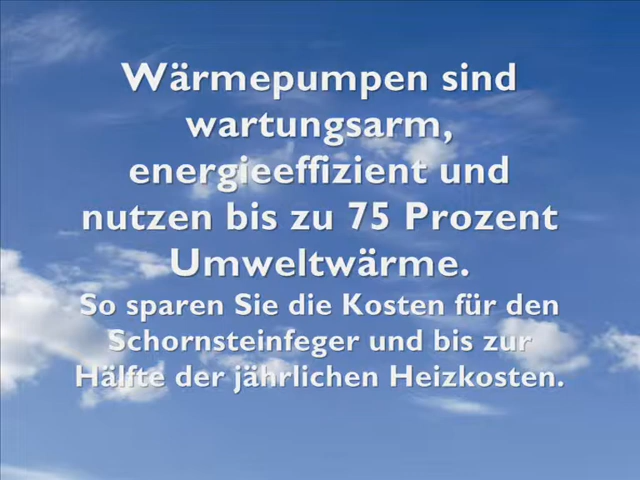 Wärmepumpen sind
wartungsarm,
energieeffizient und
nutzen bis zu 75 Prozent
Umweltwärme.
So sparen Sie die Kosten für den
Schornsteinfeger und bis zur
Hälfte der jährlichen Heizkosten.